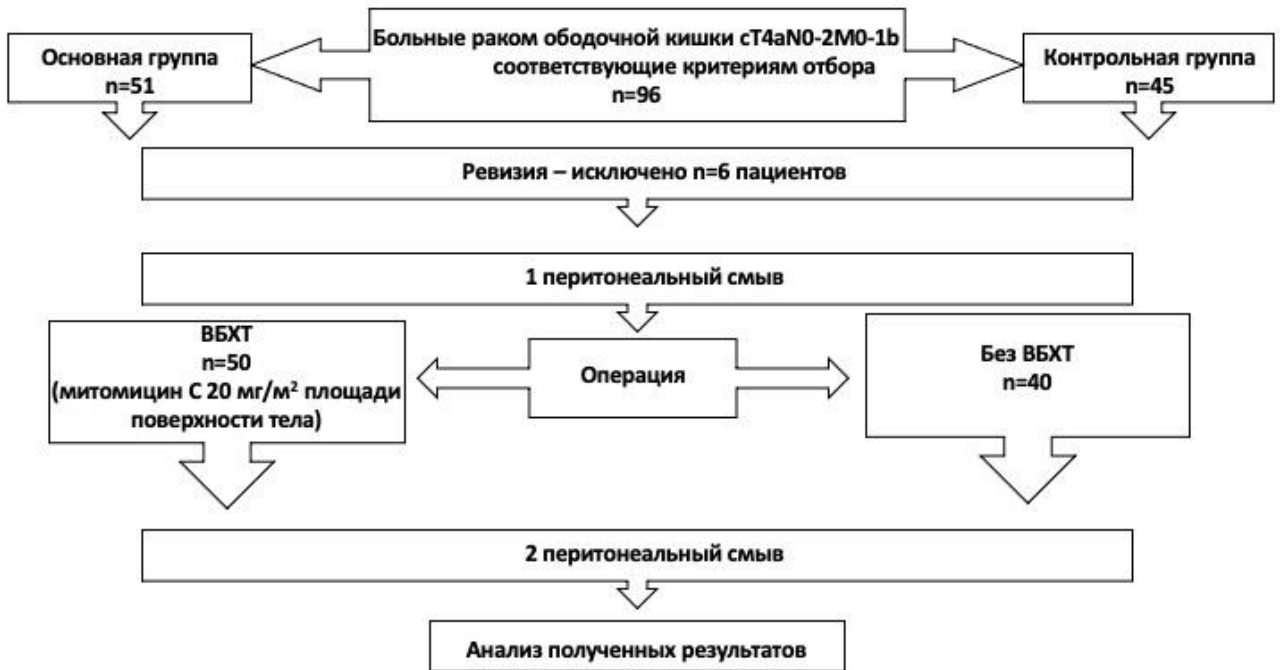 Больные раком ободочной кишки cT4aN0-2M0-1b
соответствующие критериям отбора
n=96
Основная группа
n=51
Контрольная группа
n=45
Ревизия – исключено n=6 пациентов
1 перитонеальный смыв
ВБХТ
n=50
(митомицин С 20 мг/м² площади
поверхности тела)
Операция
Без ВБХТ
n=40
2 перитонеальный смыв
Анализ полученных результатов